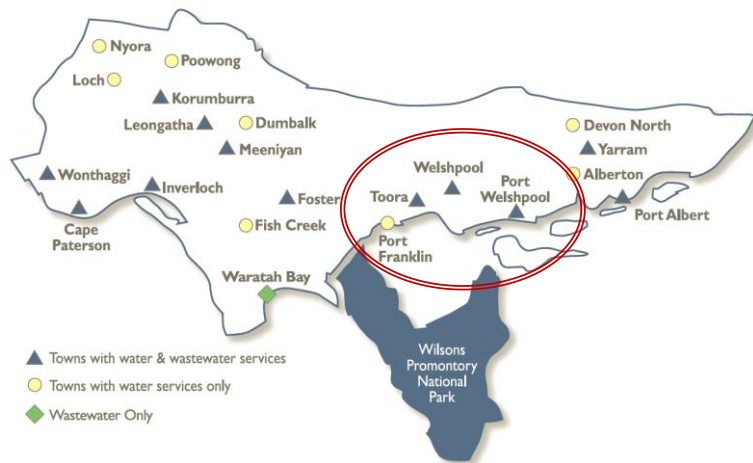 Nyora
Poowong
Loch
Korumburra
Leongatha
Dumbalk
Devon North
Meeniyan
Yarram
Welshpool
Alberton
Wonthaggi
Inverloch
Foster
Toora
Port
Welshpool
Port Albert
Cape
Paterson
Fish Creek
Port
Franklin
Waratah Bay
Wilsons
Promontory
National
Park
Towns with water & wastewater services
Towns with water services only
Wastewater Only